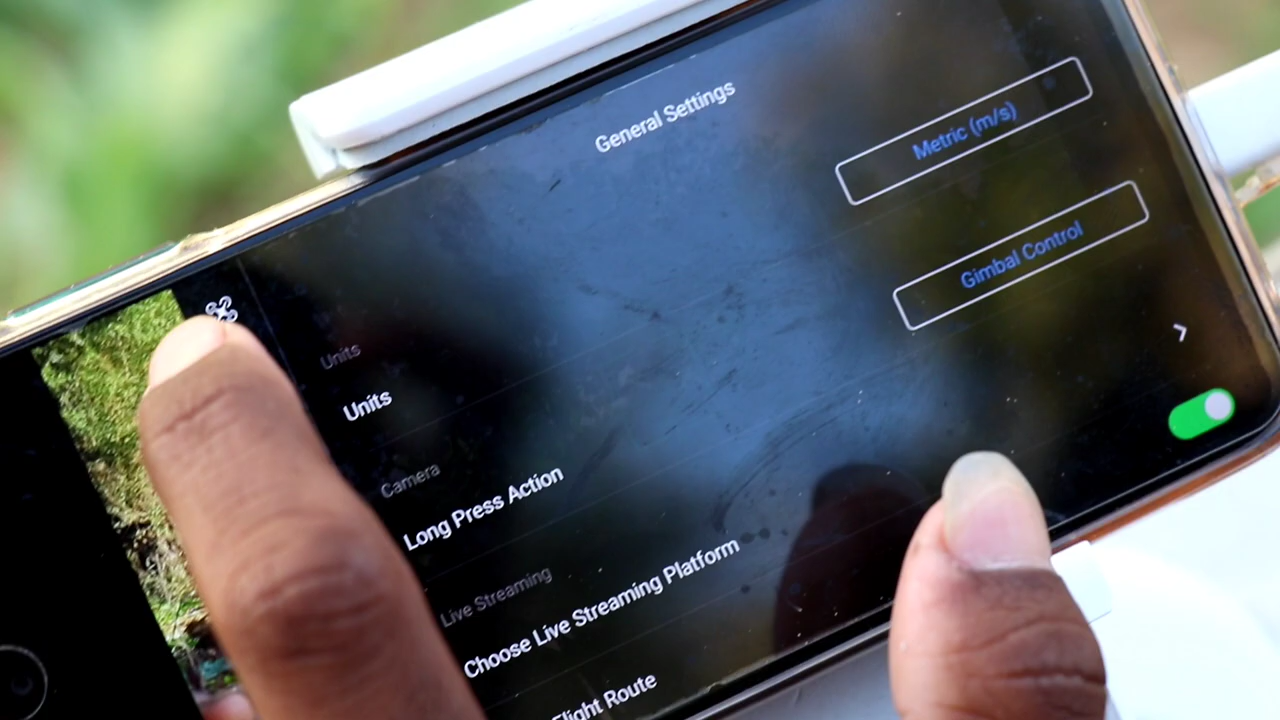 General Settings
Units
Units
Metric (m/s)
Camera
Long Press Action
Gimbal Control
Live Streaming
Choose Live Streaming Platform
Flight Route